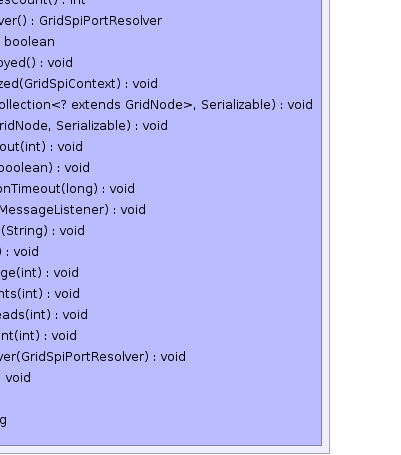 esCount() : int
ver() : GridSpiPortResolver
boolean
oyed() : void
zed(GridSpiContext) : void
ollection<? extends GridNode>, Serializable) : void
ridNode, Serializable) : void
out(int) : void
boolean) : void
onTimeout(long) : void
MessageListener) : void
(String) : void
) : void
ge(int) : void
nts(int) : void
eads(int) : void
nt(int) : void
ver(GridSpiPortResolver) : void
void
g